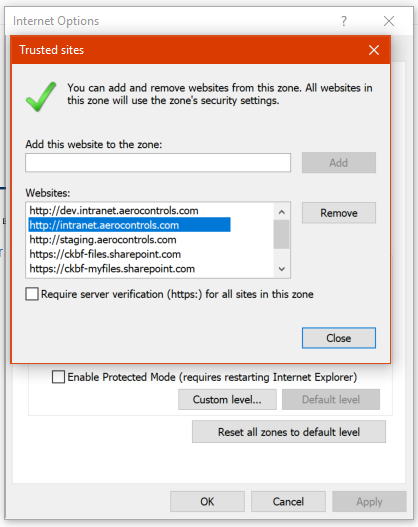 Internet Options
?
Trusted sites
You can add and remove websites from this zone. All websites in
this zone will use the zone's security settings.
Add this website to the zone:
Add
Websites:
http://dev.intranet.aerocontrols.com
http://intranet.aerocontrols.com
http://staging.aerocontrols.com
https://ckbf-files.sharepoint.com
https://ckbf-myfiles.sharepoint.com
Remove
Require server verification (https:) for all sites in this zone
Close
Enable Protected Mode (requires restarting Internet Explorer)
Custom level...
Default level
Reset all zones to default level
OK
Cancel
Apply